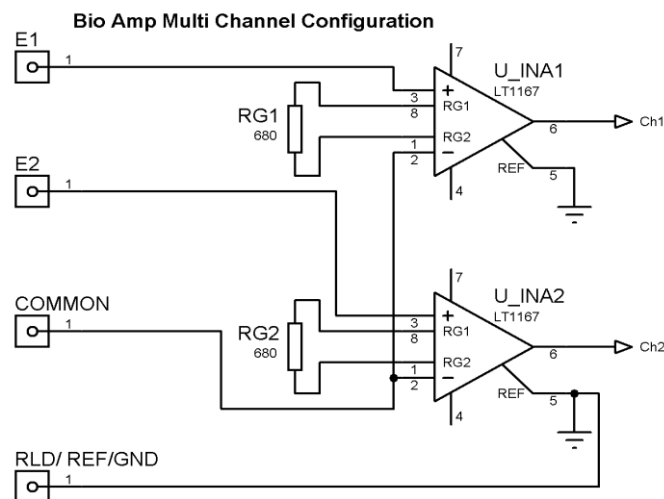 Bio Amp Multi Channel Configuration
E1
1
7
U_INA1
LT1167
3
RG1
8
RG1
680
6
Ch1
RG2
1
2
REF
5
4
E2
1
7
U_INA2
LT1167
COMMON
1
3
RG1
8
RG2
680
6
Ch2
RG2
1
2
REF
5
4
RLD/ REF/GND
1